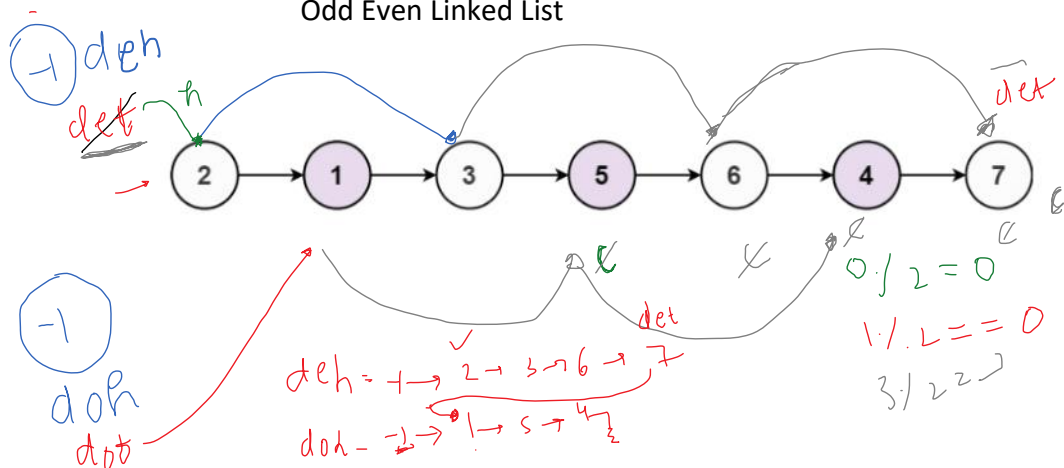 Odd Even Linked List
-1 deh
det h
det
2 1 3 5 6 4 7
c c c c c
0 % 2 = 0
-1
det
1 % 2 == 0
deh = -1 → 2 → 3 → 6 → 7
doh
doh - -1 → 1 → 5 → 4
dot